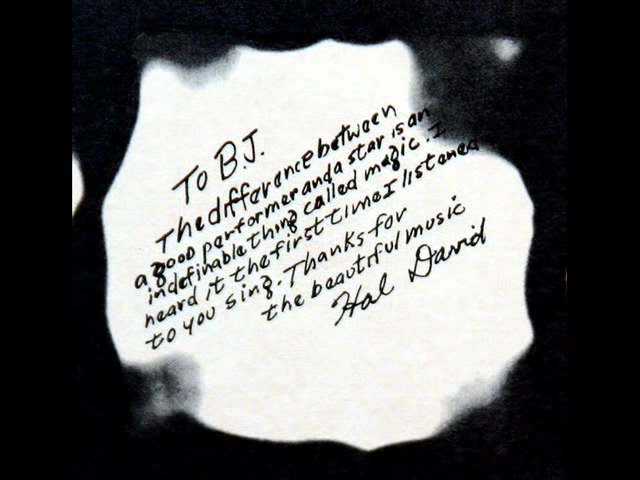 To B.J.
The difference between
a good performer and a star is an
indefinable thing called magic. I
heard it the first time I listened
to you sing. Thanks for
the beautiful music
Hal David